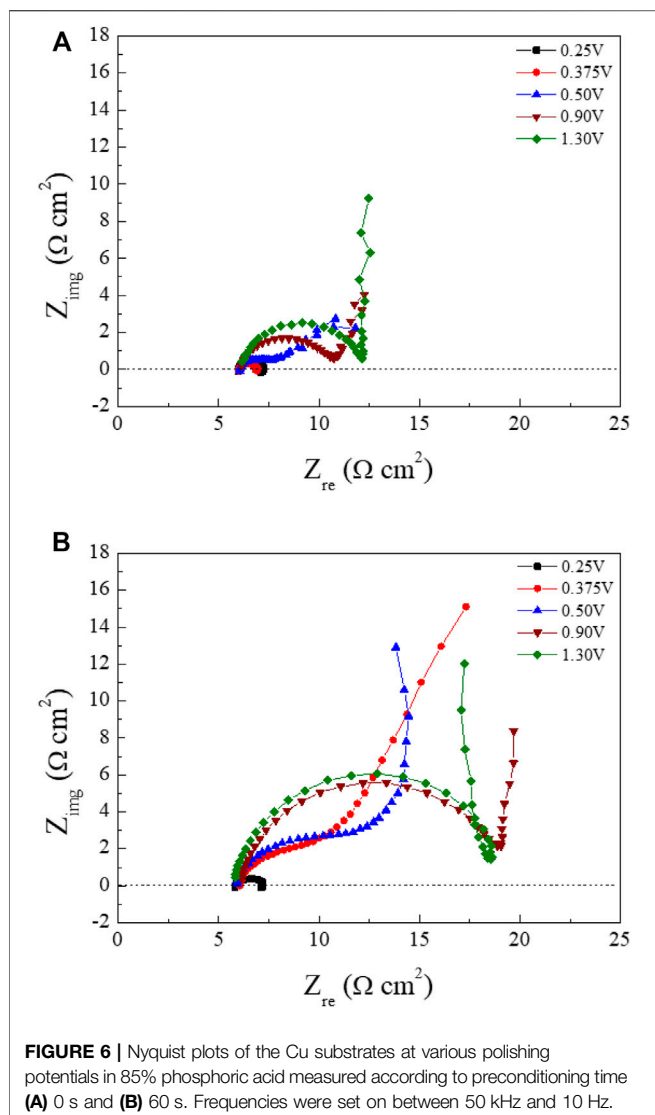 A
18
16
14
12
10
8
6
4
2
0
-2
Z_img (Ω cm²)
0.25V
0.375V
0.50V
0.90V
1.30V
0 5 10 15 20 25
Z_re (Ω cm²)
B
18
16
14
12
10
8
6
4
2
0
-2
Z_img (Ω cm²)
0.25V
0.375V
0.50V
0.90V
1.30V
0 5 10 15 20 25
Z_re (Ω cm²)
FIGURE 6 | Nyquist plots of the Cu substrates at various polishing
potentials in 85% phosphoric acid measured according to preconditioning time
(A) 0 s and (B) 60 s. Frequencies were set on between 50 kHz and 10 Hz.